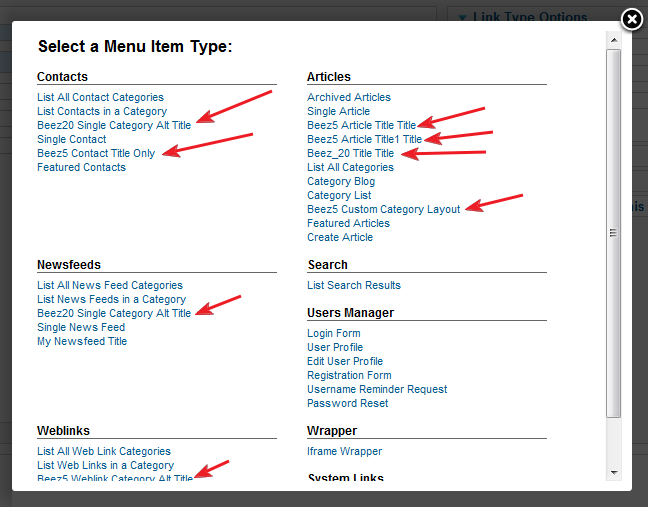 Link Type Options
Select a Menu Item Type:
Contacts
List All Contact Categories
List Contacts in a Category
Beez20 Single Category Alt Title
Single Contact
Beez5 Contact Title Only
Featured Contacts
Articles
Archived Articles
Single Article
Beez5 Article Title Title
Beez5 Article Title1 Title
Beez_20 Title Title
List All Categories
Category Blog
Category List
Beez5 Custom Category Layout
Featured Articles
Create Article
Newsfeeds
List All News Feed Categories
List News Feeds in a Category
Beez20 Single Category Alt Title
Single News Feed
My Newsfeed Title
Search
List Search Results
Users Manager
Login Form
User Profile
Edit User Profile
Registration Form
Username Reminder Request
Password Reset
Weblinks
List All Web Link Categories
List Web Links in a Category
Beez5 Weblink Category Alt Title
Wrapper
Iframe Wrapper
System Links